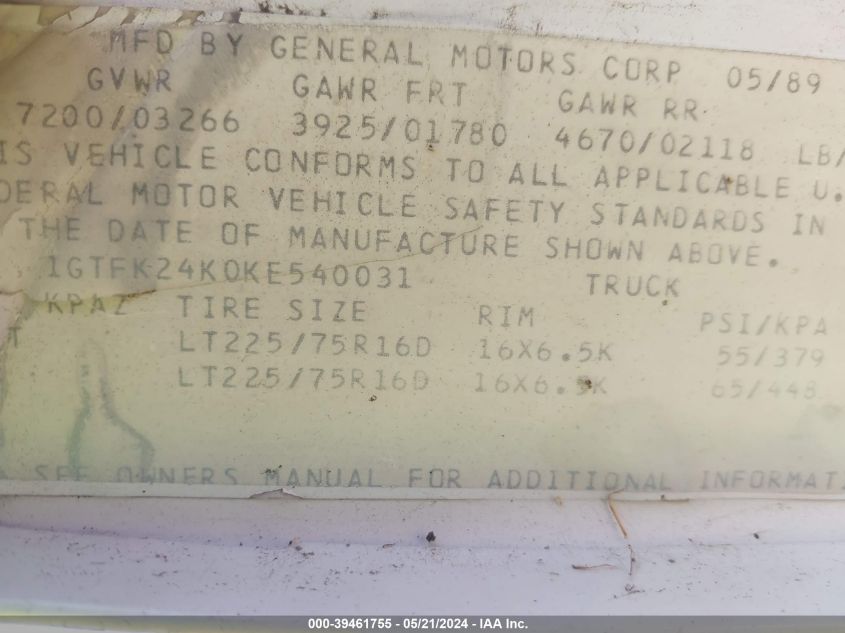 MFD BY GENERAL MOTORS CORP 05/89
GVWR GAWR FRT GAWR RR
7200/03266 3925/01780 4670/02118 LB/
IS VEHICLE CONFORMS TO ALL APPLICABLE U.
DERAL MOTOR VEHICLE SAFETY STANDARDS IN
THE DATE OF MANUFACTURE SHOWN ABOVE.
1GTFK24K0KE540031 TRUCK
TIRE SIZE RIM PSI/KPA
LT225/75R16D 16X6.5K 55/379
LT225/75R16D 16X6.5K 65/448
SEE OWNERS MANUAL FOR ADDITIONAL INFORMAT
000-39461755 - 05/21/2024 - IAA Inc.